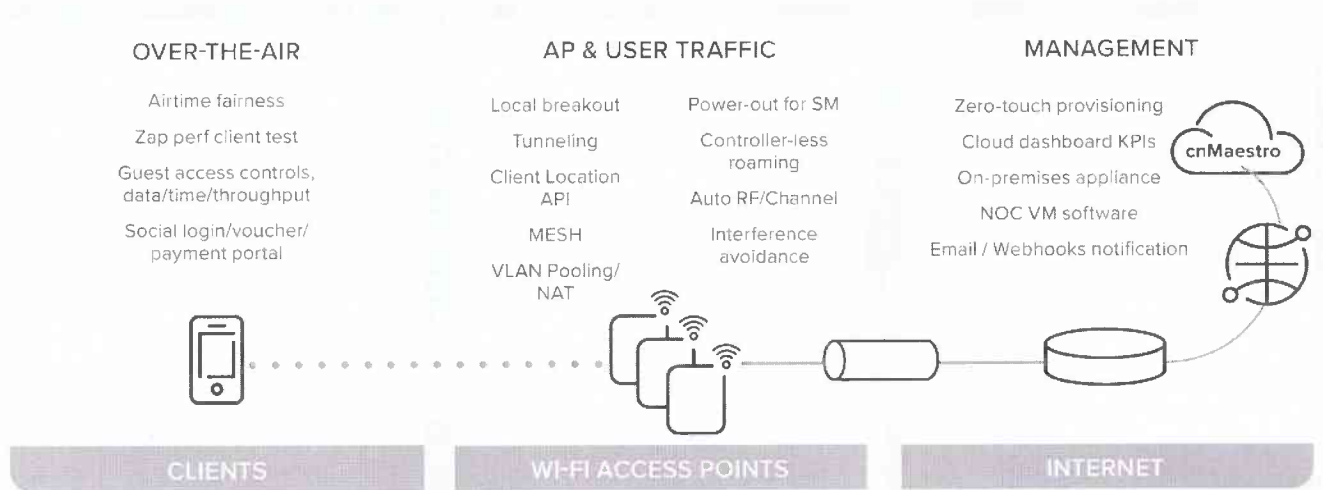 OVER-THE-AIR
Airtime fairness
Zap perf client test
Guest access controls,
data/time/throughput
Social login/voucher/
payment portal
AP & USER TRAFFIC
Local breakout
Tunneling
Client Location
API
MESH
VLAN Pooling/
NAT
Power-out for SM
Controller-less
roaming
Auto RF/Channel
Interference
avoidance
MANAGEMENT
Zero-touch provisioning
Cloud dashboard KPIs
On-premises appliance
NOC VM software
Email / Webhooks notification
cnMaestro
CLIENTS
WI-FI ACCESS POINTS
INTERNET